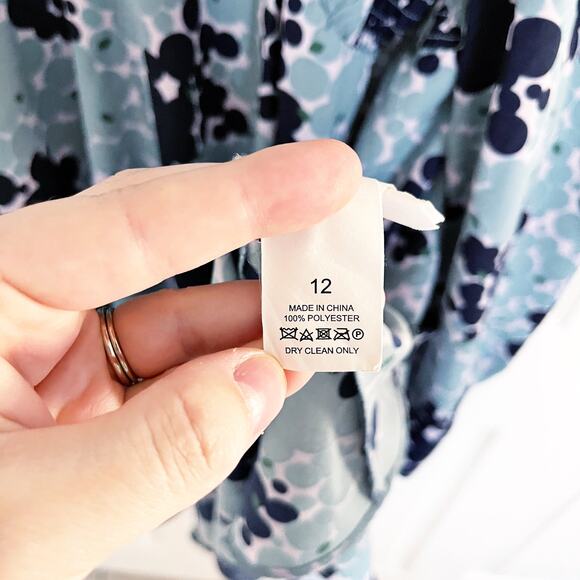 12
MADE IN CHINA
100% POLYESTER
P
DRY CLEAN ONLY